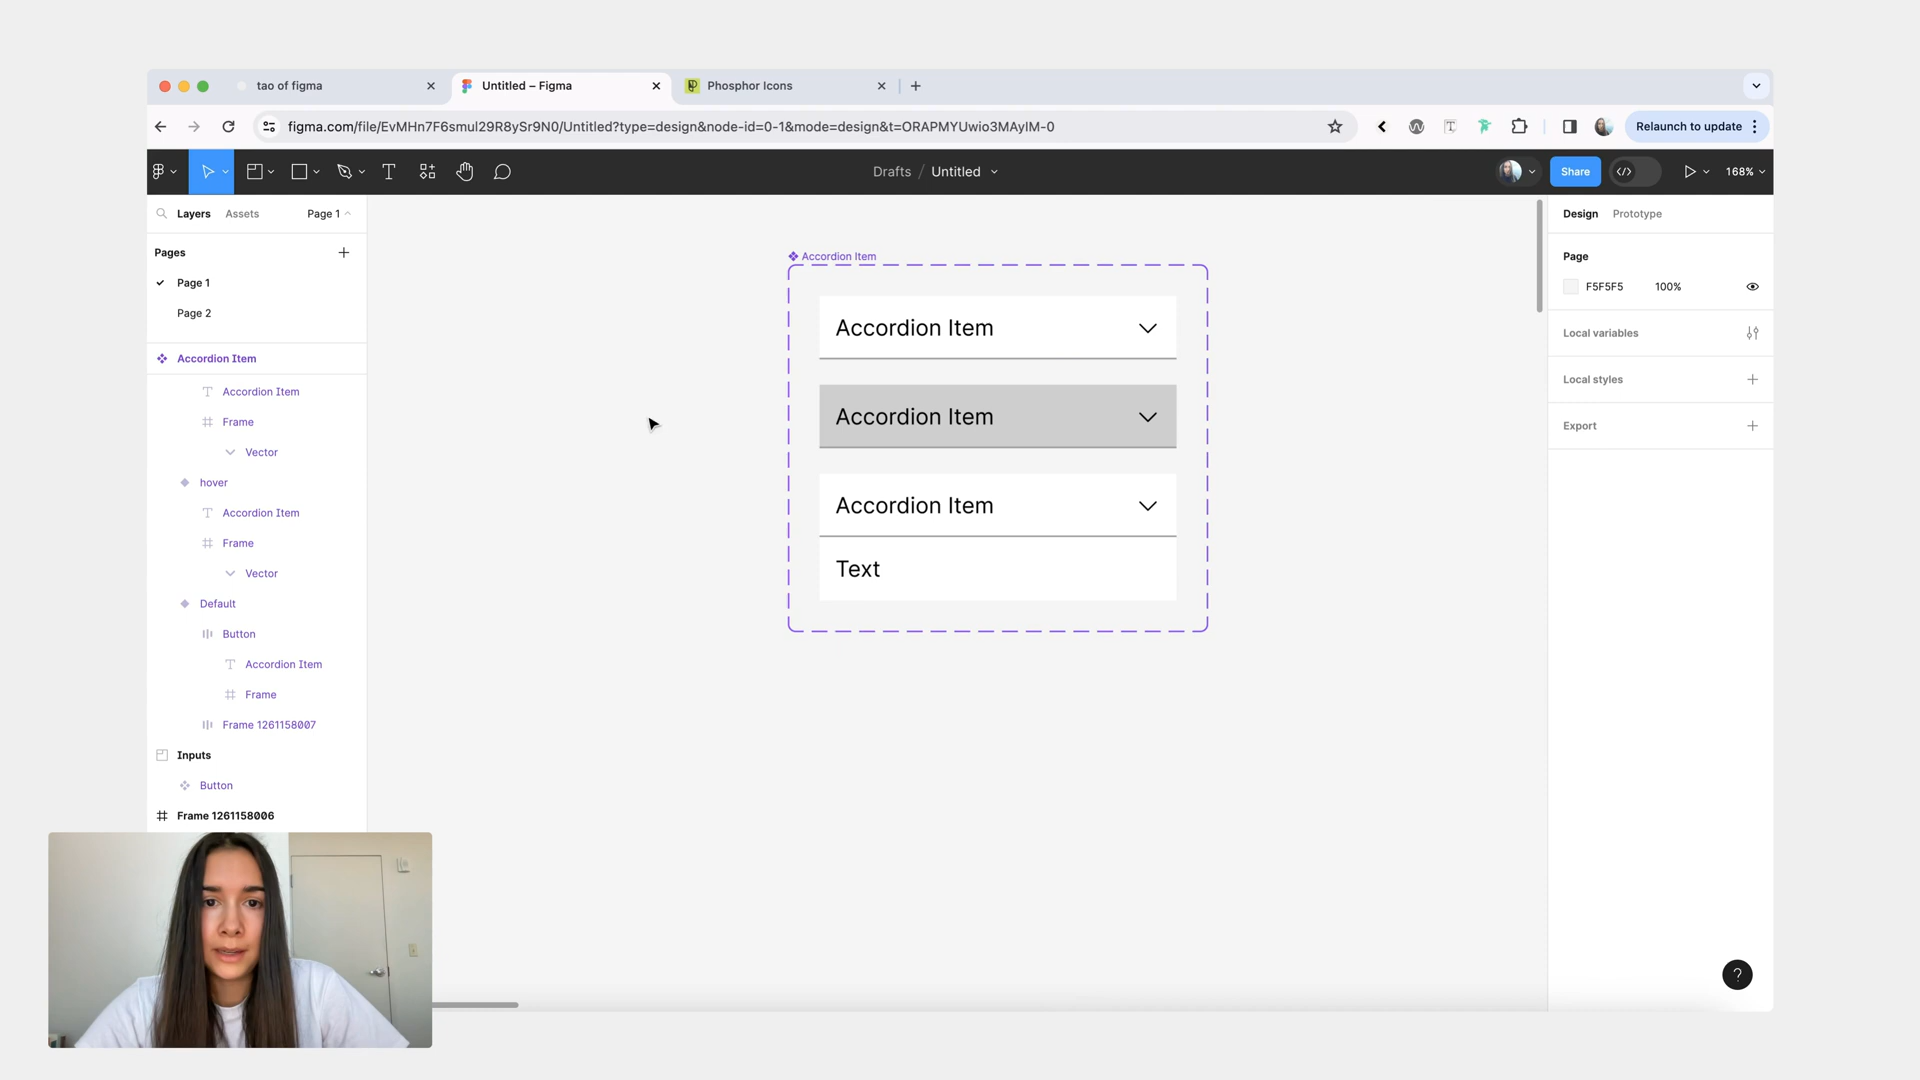 tao of figma
Untitled – Figma
Phosphor Icons
figma.com/file/EvMHn7F6smul29R8ySr9N0/Untitled?type=design&node-id=0-1&mode=design&t=ORAPMYUwio3MAyIM-0
Relaunch to update
Drafts / Untitled
Share
168%
Layers
Assets
Page 1
Design
Prototype
Pages
Page 1
Page 2
Accordion Item
Accordion Item
Frame
Vector
hover
Accordion Item
Frame
Vector
Default
Button
Accordion Item
Frame
Frame 1261158007
Inputs
Button
Frame 1261158006
Accordion Item
Accordion Item
Accordion Item
Accordion Item
Text
Page
F5F5F5 100%
Local variables
Local styles
Export
?